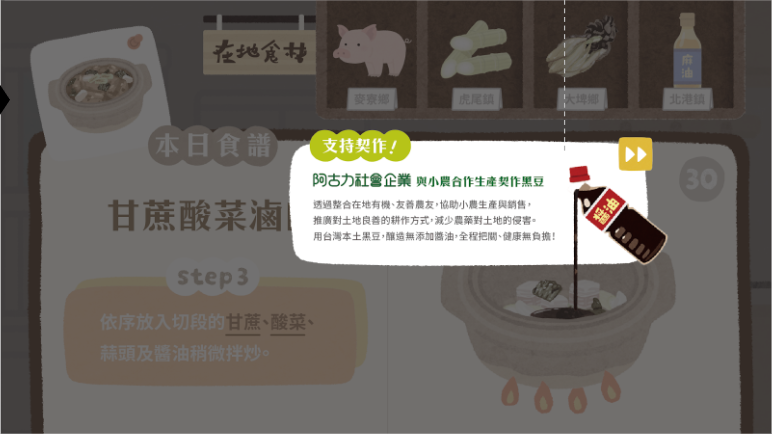 在地食材
麥寮鄉
虎尾鎮
大埤鄉
北港鎮
麻油
本日食譜
30
支持契作!
阿古力社會企業 與小農合作生產契作黑豆
透過整合在地有機、友善農友,協助小農生產與銷售,
推廣對土地良善的耕作方式,減少農藥對土地的侵害。
用台灣本土黑豆,釀造無添加醬油,全程把關、健康無負擔!
醬油
甘蔗酸菜滷
step3
依序放入切段的甘蔗、酸菜、
蒜頭及醬油稍微拌炒。